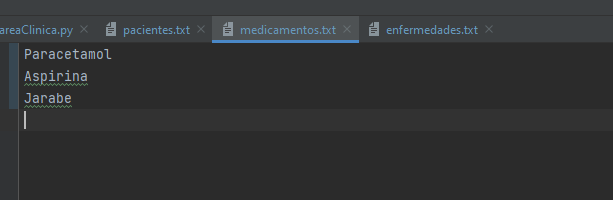 areaClinica.py pacientes.txt medicamentos.txt enfermedades.txt
Paracetamol
Aspirina
Jarabe